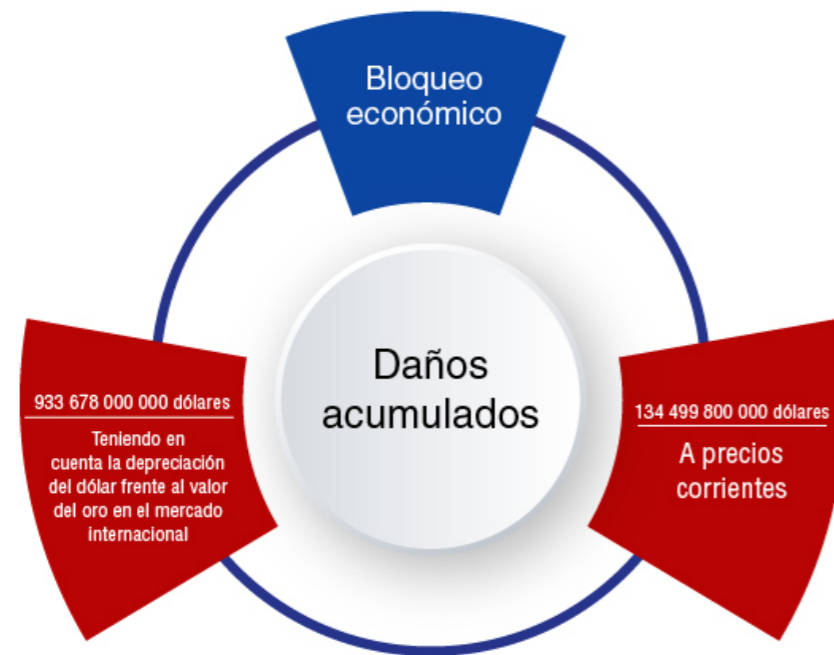 Bloqueo
económico
Daños
acumulados
933 678 000 000 dólares
Teniendo en
cuenta la depreciación
del dólar frente al valor
del oro en el mercado
internacional
134 499 800 000 dólares
A precios
corrientes